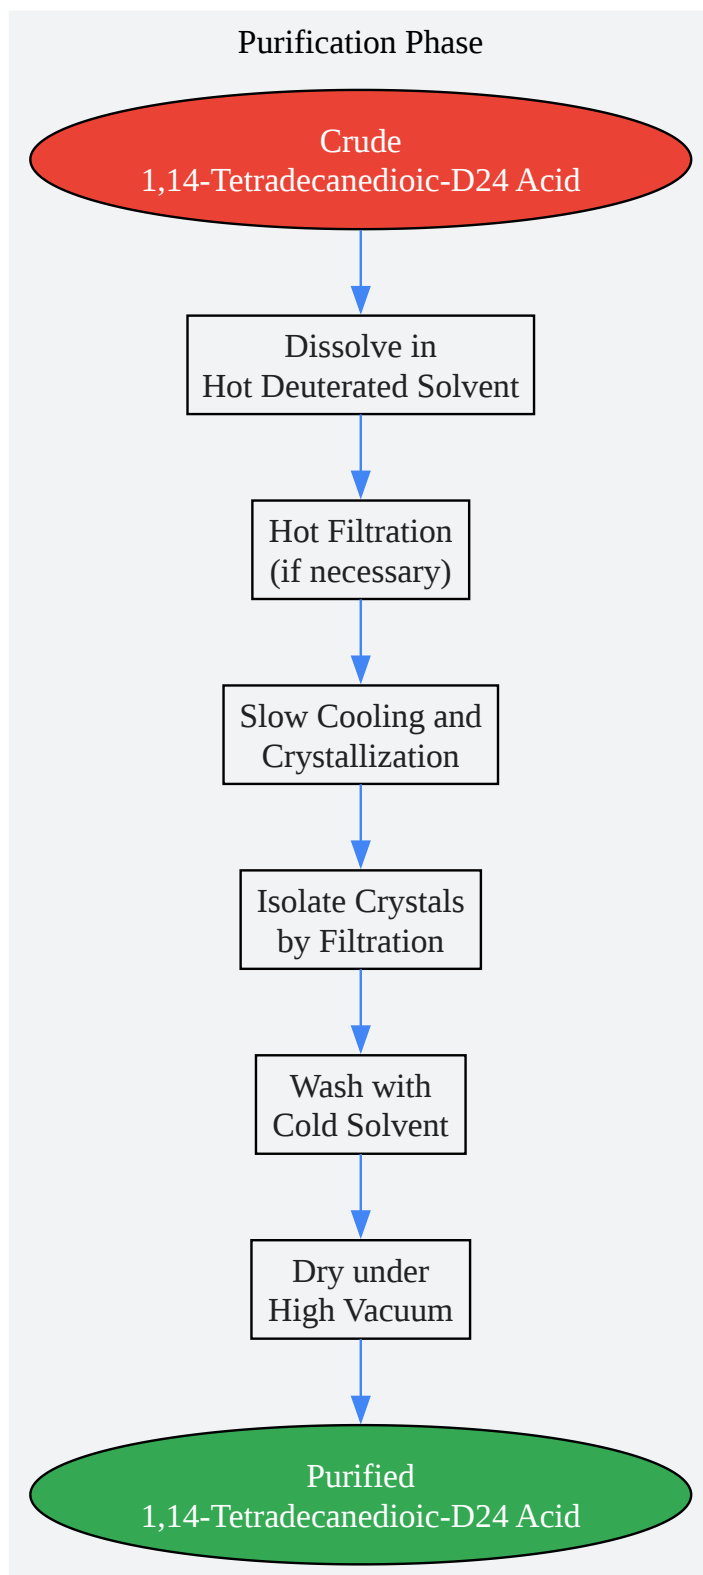 Purification Phase
Crude
1,14-Tetradecanedioic-D24 Acid
Dissolve in
Hot Deuterated Solvent
Hot Filtration
(if necessary)
Slow Cooling and
Crystallization
Isolate Crystals
by Filtration
Wash with
Cold Solvent
Dry under
High Vacuum
Purified
1,14-Tetradecanedioic-D24 Acid